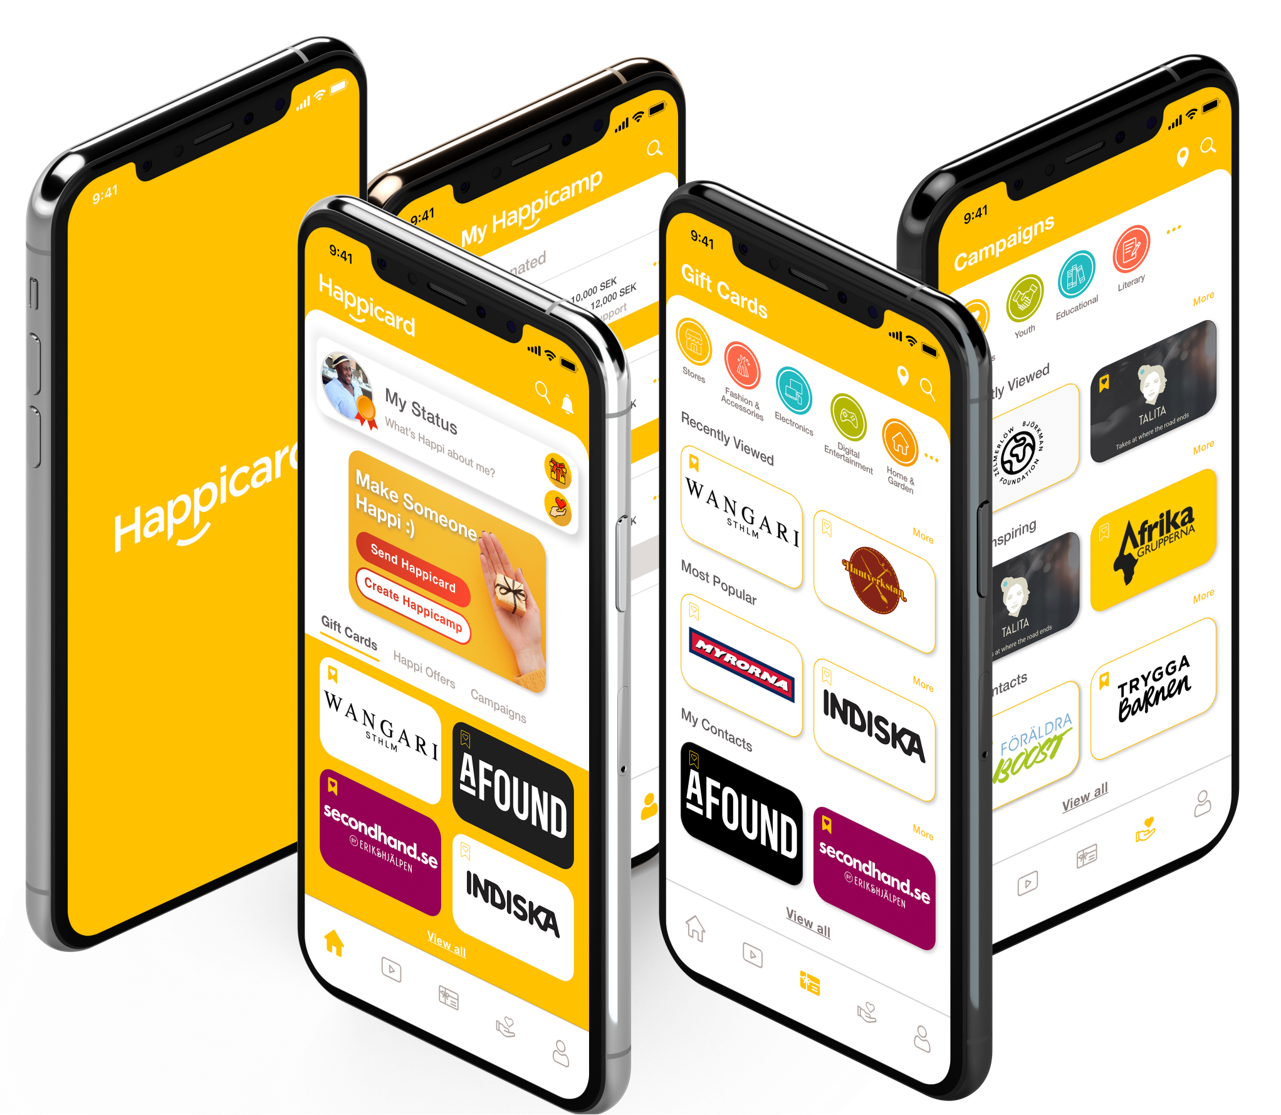 9:41
Happicard
9:41
My Happicamp
10,000 SEK
12,000 SEK
9:41
Happicard
My Status
What's Happi about me?
Make Someone
Happi :)
Send Happicard
Create Happicamp
Gift Cards
Happi Offers
Campaigns
WANGARI
STHLM
AFOUND
secondhand.se
BY ERIKSHJÄLPEN
INDISKA
View all
9:41
Gift Cards
Stores
Fashion &
Accessories
Electronics
Digital
Entertainment
Home &
Garden
Recently Viewed
More
WANGARI
STHLM
Hantverkstan
Most Popular
More
MYRORNA
INDISKA
My Contacts
More
AFOUND
secondhand.se
BY ERIKSHJÄLPEN
View all
9:41
Campaigns
Youth
Educational
Literary
More
Viewed
ZELMERLÖW BJÖRKMAN
FOUNDATION
TALITA
Takes at where the road ends
More
TALITA
at where the road ends
Afrika
GRUPPERNA
More
FÖRÄLDRA
BOOST
TRYGGA
BARNEN
View all